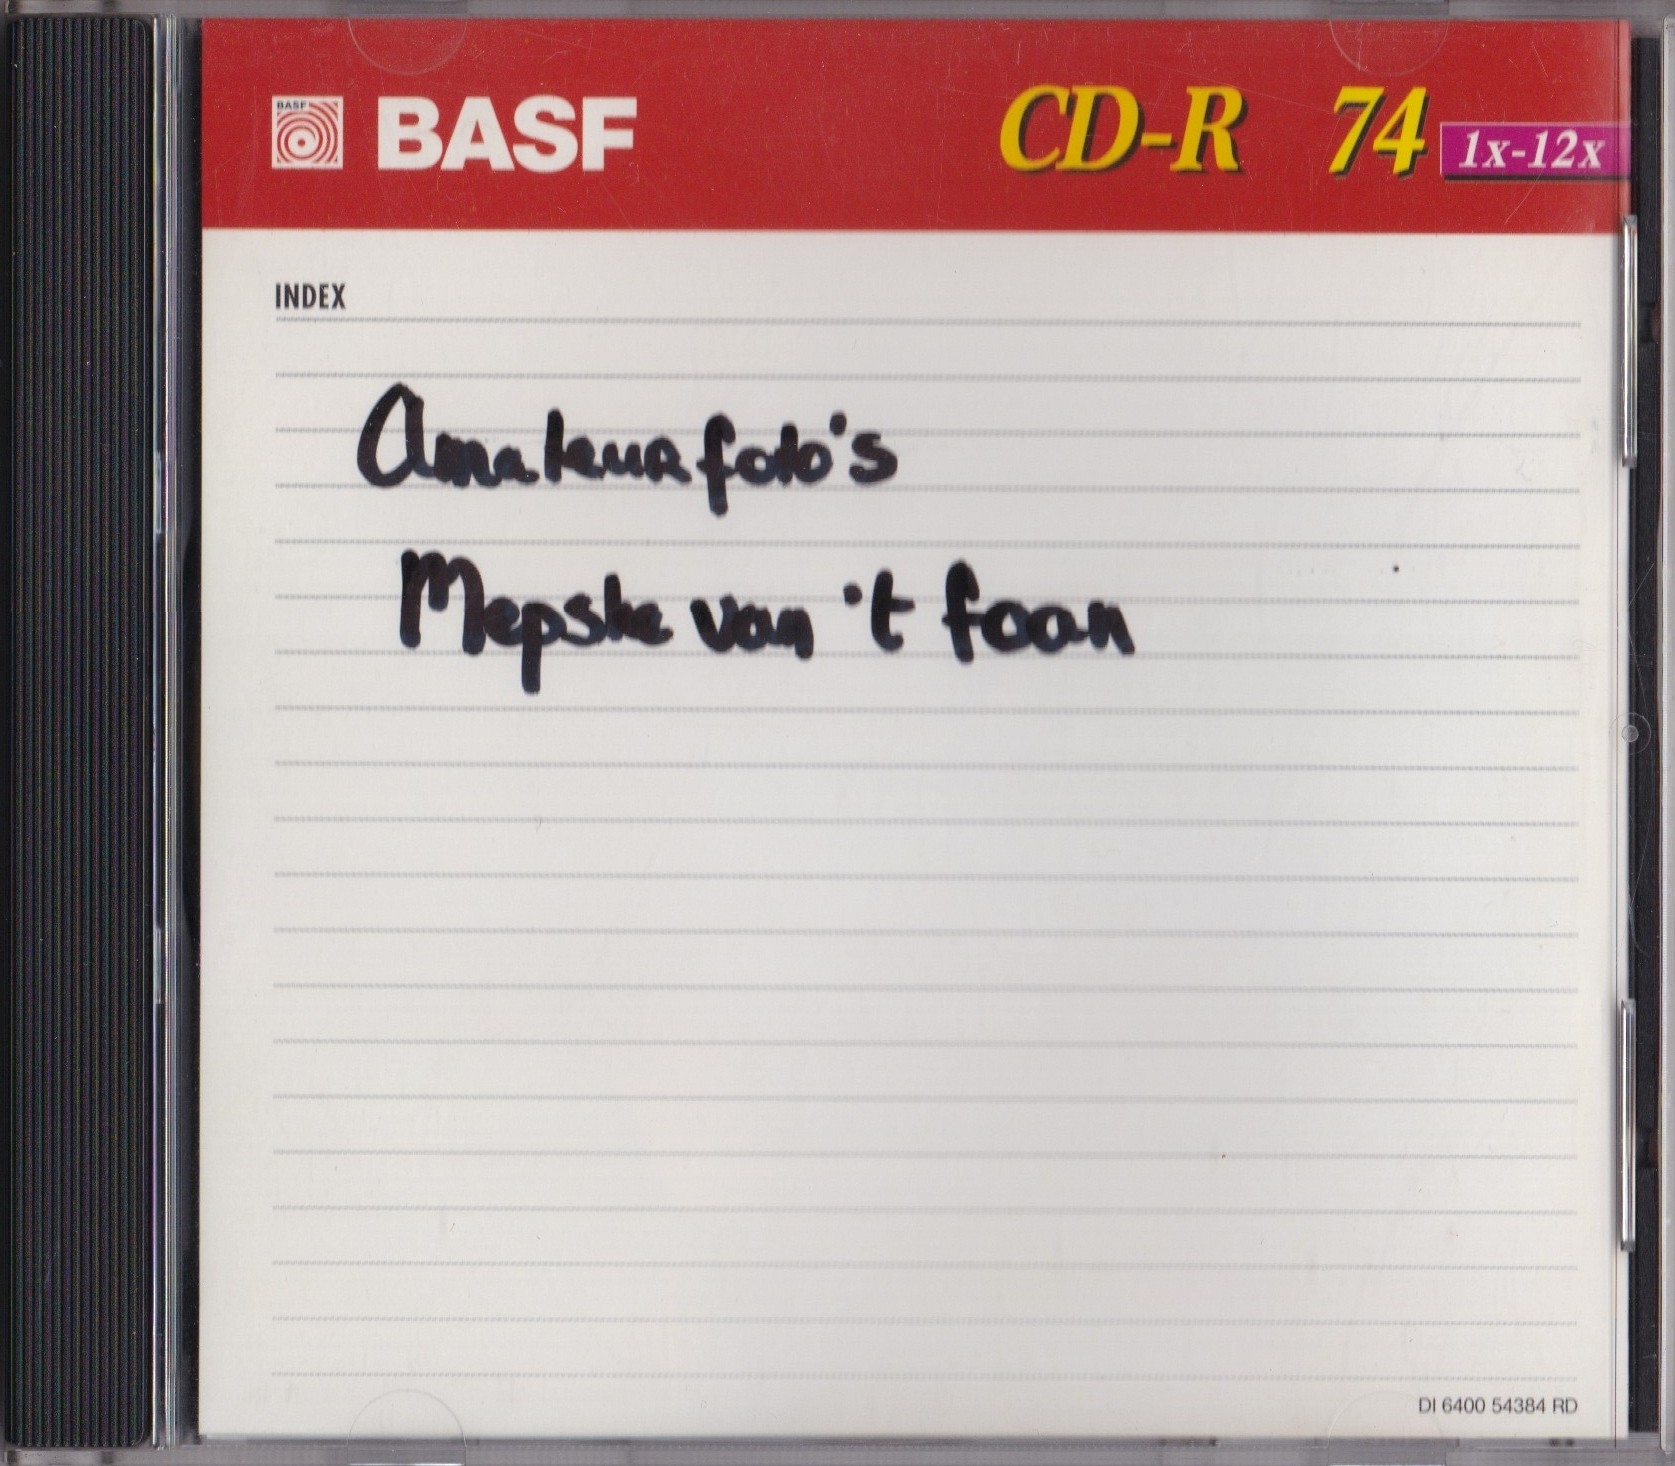 BASF BASF
CD-R 74 1x-12x
INDEX
Amateurfoto's
Mepske van 't foan
DI 6400 54384 RD